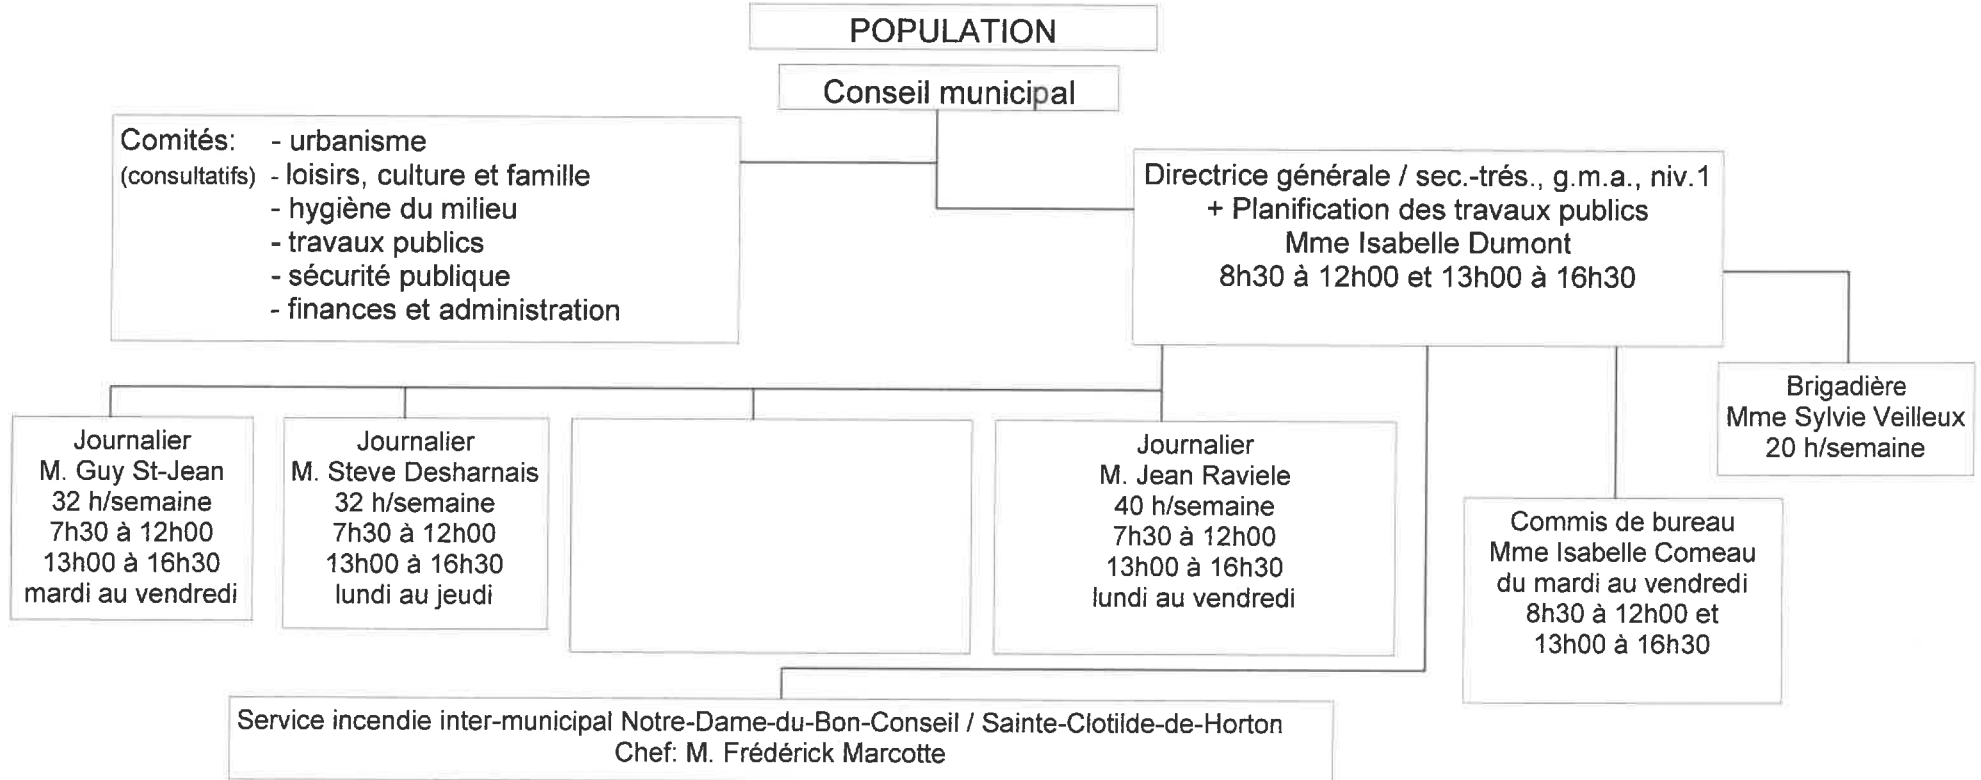 POPULATION
Conseil municipal
Comités: - urbanisme
(consultatifs) - loisirs, culture et famille
- hygiène du milieu
- travaux publics
- sécurité publique
- finances et administration
Directrice générale / sec.-trés., g.m.a., niv.1
+ Planification des travaux publics
Mme Isabelle Dumont
8h30 à 12h00 et 13h00 à 16h30
Brigadière
Mme Sylvie Veilleux
20 h/semaine
Journalier
M. Guy St-Jean
32 h/semaine
7h30 à 12h00
13h00 à 16h30
mardi au vendredi
Journalier
M. Steve Desharnais
32 h/semaine
7h30 à 12h00
13h00 à 16h30
lundi au jeudi
Journalier
M. Jean Raviele
40 h/semaine
7h30 à 12h00
13h00 à 16h30
lundi au vendredi
Commis de bureau
Mme Isabelle Comeau
du mardi au vendredi
8h30 à 12h00 et
13h00 à 16h30
Service incendie inter-municipal Notre-Dame-du-Bon-Conseil / Sainte-Clotilde-de-Horton
Chef: M. Frédérick Marcotte